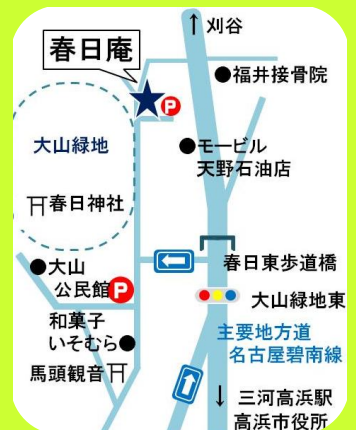 ↑刈谷
春日庵
●福井接骨院
P
大山緑地
●モービル
天野石油店
春日神社
春日東歩道橋
●大山
公民館
P
大山緑地東
和菓子
いそむら●
主要地方道
名古屋碧南線
馬頭観音
↓三河高浜駅
高浜市役所